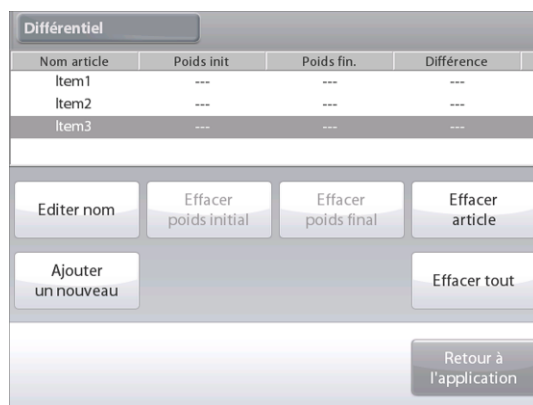 Différentiel
Nom article Poids init Poids fin. Différence
Item1 --- --- ---
Item2 --- --- ---
Item3 --- --- ---
Editer nom
Effacer
poids initial
Effacer
poids final
Effacer
article
Ajouter
un nouveau
Effacer tout
Retour à
l'application